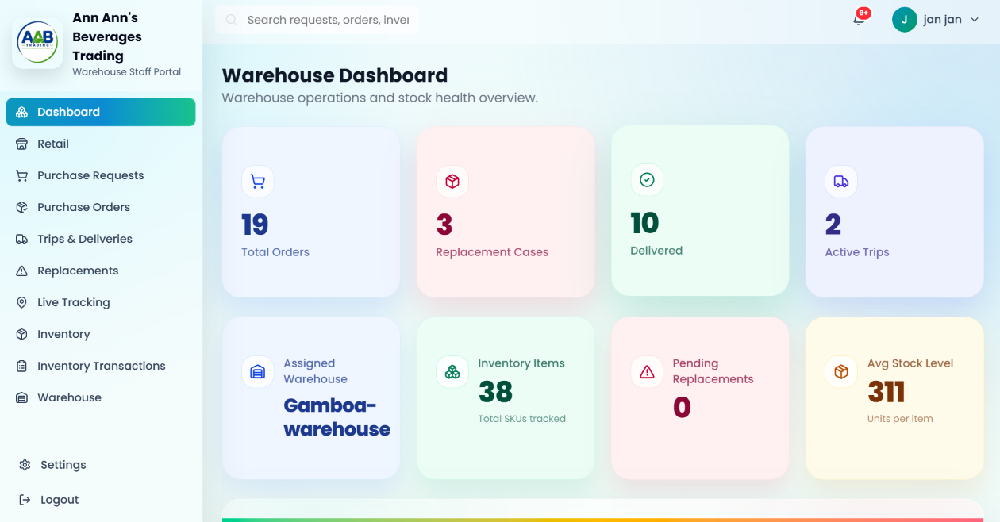 Ann Ann's
Beverages
Trading
Warehouse Staff Portal
AAB
TRADING
Search requests, orders, inver
9+
J
jan jan
Dashboard
Retail
Purchase Requests
Purchase Orders
Trips & Deliveries
Replacements
Live Tracking
Inventory
Inventory Transactions
Warehouse
Settings
Logout
Warehouse Dashboard
Warehouse operations and stock health overview.
19
Total Orders
3
Replacement Cases
10
Delivered
2
Active Trips
Assigned
Warehouse
Gamboa-
warehouse
Inventory Items
38
Total SKUs tracked
Pending
Replacements
0
Avg Stock Level
311
Units per item